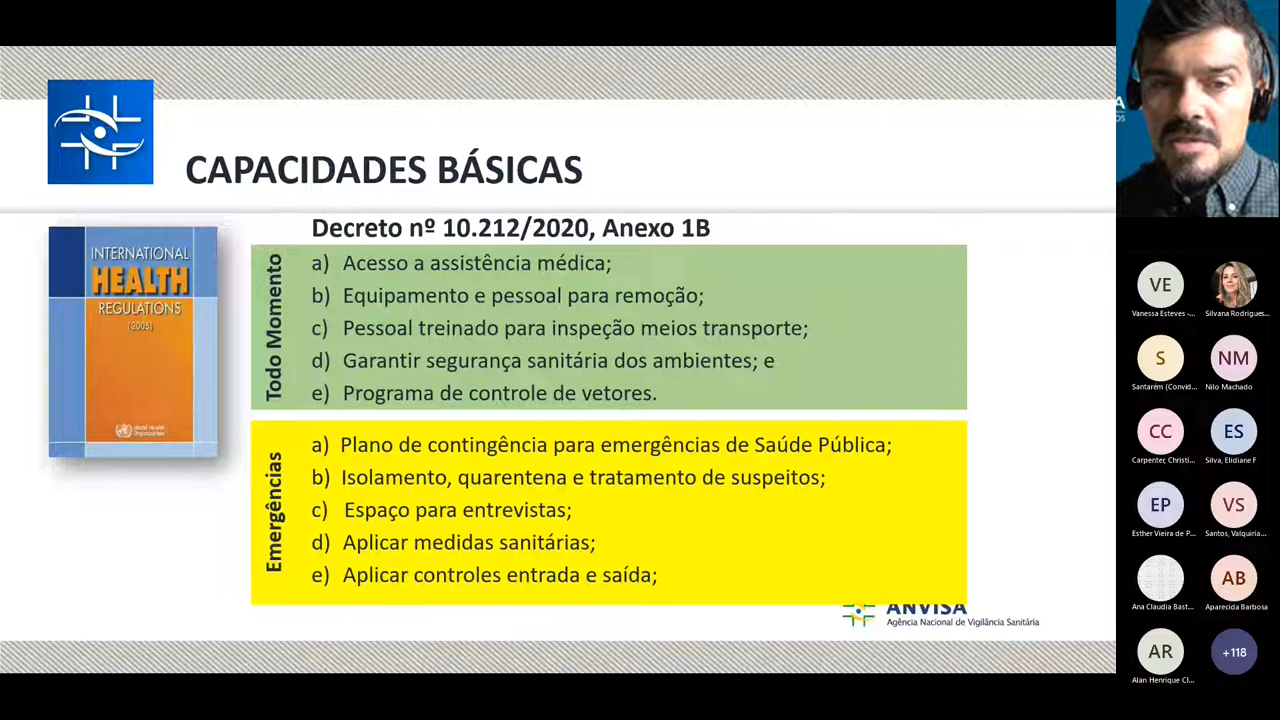 CAPACIDADES BÁSICAS
Decreto nº 10.212/2020, Anexo 1B
INTERNATIONAL
HEALTH
REGULATIONS
(2005)
World Health
Organization
Todo Momento
a) Acesso a assistência médica;
b) Equipamento e pessoal para remoção;
c) Pessoal treinado para inspeção meios transporte;
d) Garantir segurança sanitária dos ambientes; e
e) Programa de controle de vetores.
Emergências
a) Plano de contingência para emergências de Saúde Pública;
b) Isolamento, quarentena e tratamento de suspeitos;
c) Espaço para entrevistas;
d) Aplicar medidas sanitárias;
e) Aplicar controles entrada e saída;
ANVISA
Agência Nacional de Vigilância Sanitária
VE
Vanessa Esteves -...
Silvana Rodrigues...
S
Santarém (Convid...
NM
Nilo Machado
CC
Carpenter, Christi...
ES
Silva, Elidiane F
EP
Esther Vieira de P...
VS
Santos, Valquiria...
Ana Claudia Bast...
AB
Aparecida Barbosa
AR
Alan Henrique Cl...
+118